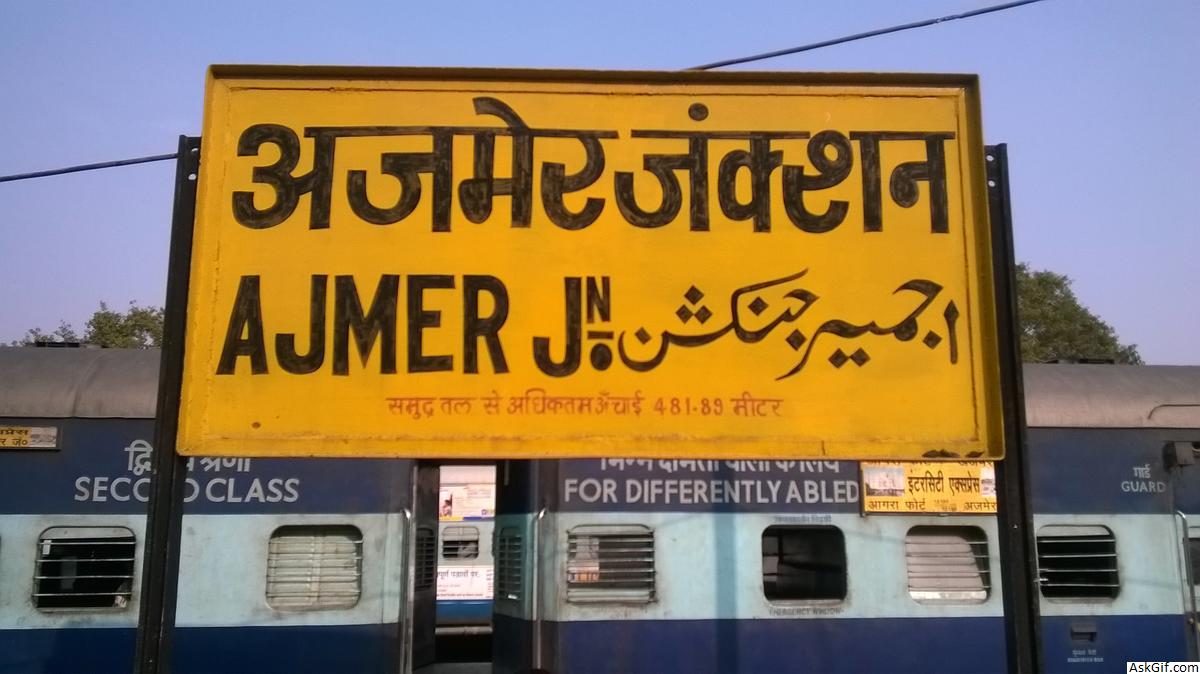 अजमेर जंक्शन
AJMER JN.
اجمیر جنکشن
समुद्र तल से अधिकतम ऊँचाई 481.89 मीटर
SECOND CLASS
FOR DIFFERENTLY ABLED
इंटरसिटी एक्सप्रेस
आगरा फोर्ट
अजमेर
गार्ड
GUARD
AskGif.com